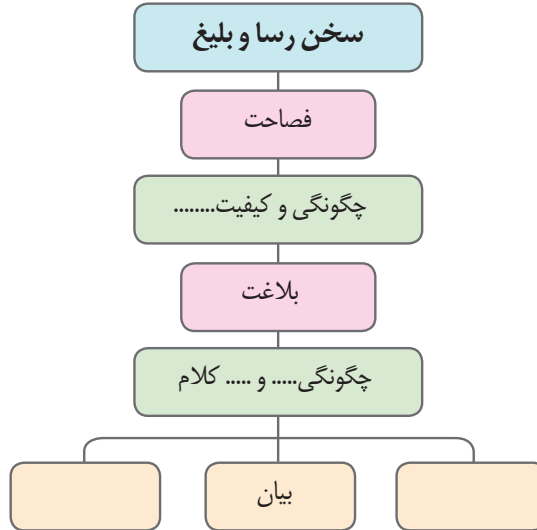 سخن رسا و بلیغ
فصاحت
چگونگی و کیفیت........
بلاغت
چگونگی..... و ..... کلام
بیان